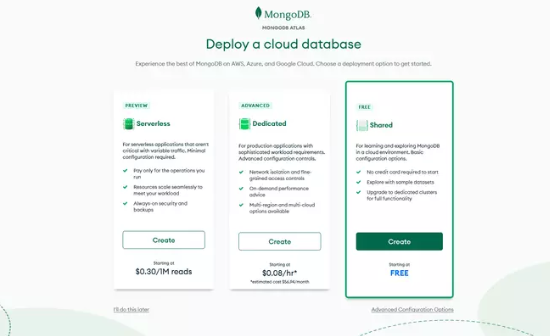 MongoDB.
MONGODB ATLAS
Deploy a cloud database
Experience the best of MongoDB on AWS, Azure, and Google Cloud. Choose a deployment option to get started.
PREVIEW
Serverless
For serverless applications that aren't
critical with variable traffic. Minimal
configuration required.
Pay only for the operations you
run
Resources scale seamlessly to
meet your workload
Always-on security and
backups
Create
Starting at
$0.30/1M reads
ADVANCED
Dedicated
For production applications with
sophisticated workload requirements.
Advanced configuration controls.
Network isolation and fine-
grained access controls
On-demand performance
advice
Multi-region and multi-cloud
options available
Create
Starting at
$0.08/hr*
*estimated cost $56.94/month
FREE
Shared
For learning and exploring MongoDB
in a cloud environment. Basic
configuration options.
No credit card required to start
Explore with sample datasets
Upgrade to dedicated clusters
for full functionality
Create
Starting at
FREE
I'll do this later
Advanced Configuration Options